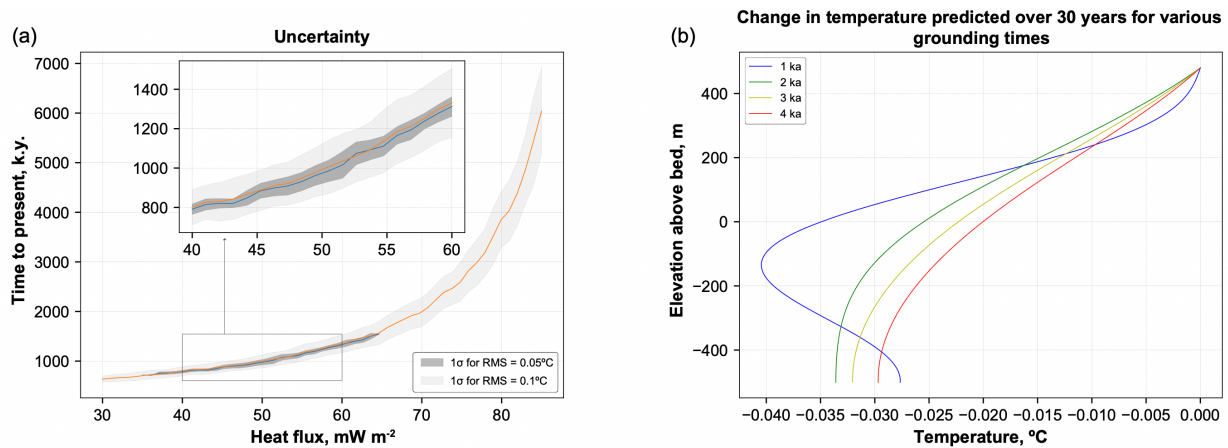 (a)
Uncertainty
7000
6000
5000
4000
3000
2000
1000
Time to present, k.y.
1400
1200
1000
800
40 45 50 55 60
1σ for RMS = 0.05ºC
1σ for RMS = 0.1ºC
30 40 50 60 70 80
Heat flux, mW m⁻²
(b)
Change in temperature predicted over 30 years for various
grounding times
1 ka
2 ka
3 ka
4 ka
400
200
0
−200
−400
Elevation above bed, m
−0.040 −0.035 −0.030 −0.025 −0.020 −0.015 −0.010 −0.005 0.000
Temperature, ºC